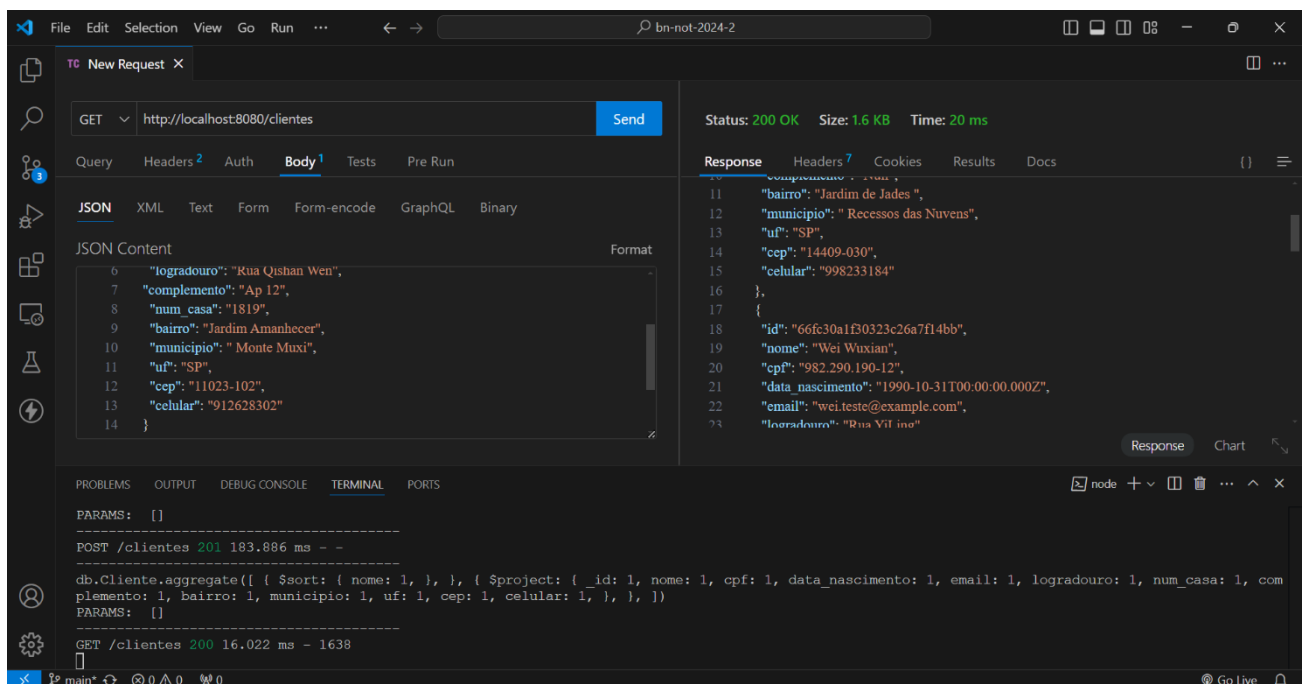 File Edit Selection View Go Run ··· ← → bn-not-2024-2
TC New Request ×
GET http://localhost:8080/clientes Send
Query Headers 2 Auth Body 1 Tests Pre Run
JSON XML Text Form Form-encode GraphQL Binary
JSON Content Format
6 "logradouro": "Rua Qishan Wen",
7 "complemento": "Ap 12",
8 "num_casa": "1819",
9 "bairro": "Jardim Amanhecer",
10 "municipio": " Monte Muxi",
11 "uf": "SP",
12 "cep": "11023-102",
13 "celular": "912628302"
14 }
Status: 200 OK Size: 1.6 KB Time: 20 ms
Response Headers 7 Cookies Results Docs {}
10 "complemento": "Null",
11 "bairro": "Jardim de Jades ",
12 "municipio": " Recessos das Nuvens",
13 "uf": "SP",
14 "cep": "14409-030",
15 "celular": "998233184"
16 },
17 {
18 "id": "66fc30a1f30323c26a7f14bb",
19 "nome": "Wei Wuxian",
20 "cpf": "982.290.190-12",
21 "data_nascimento": "1990-10-31T00:00:00.000Z",
22 "email": "wei.teste@example.com",
23 "logradouro": "Rua YiLing"
Response Chart
3
PROBLEMS OUTPUT DEBUG CONSOLE TERMINAL PORTS node
PARAMS: []
----------------------------------------
POST /clientes 201 183.886 ms - -
----------------------------------------
db.Cliente.aggregate([ { $sort: { nome: 1, }, }, { $project: { _id: 1, nome: 1, cpf: 1, data_nascimento: 1, email: 1, logradouro: 1, num_casa: 1, com
plemento: 1, bairro: 1, municipio: 1, uf: 1, cep: 1, celular: 1, }, }, ])
PARAMS: []
----------------------------------------
GET /clientes 200 16.022 ms - 1638
main* 0 0 0 Go Live